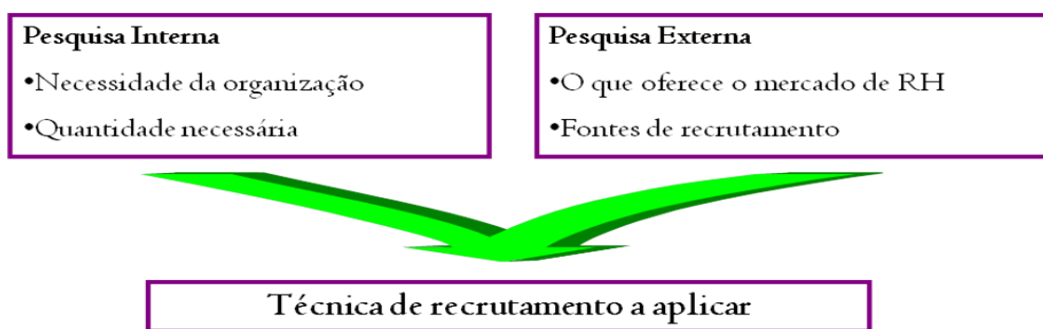 Pesquisa Interna
•Necessidade da organização
•Quantidade necessária
Pesquisa Externa
•O que oferece o mercado de RH
•Fontes de recrutamento
Técnica de recrutamento a aplicar